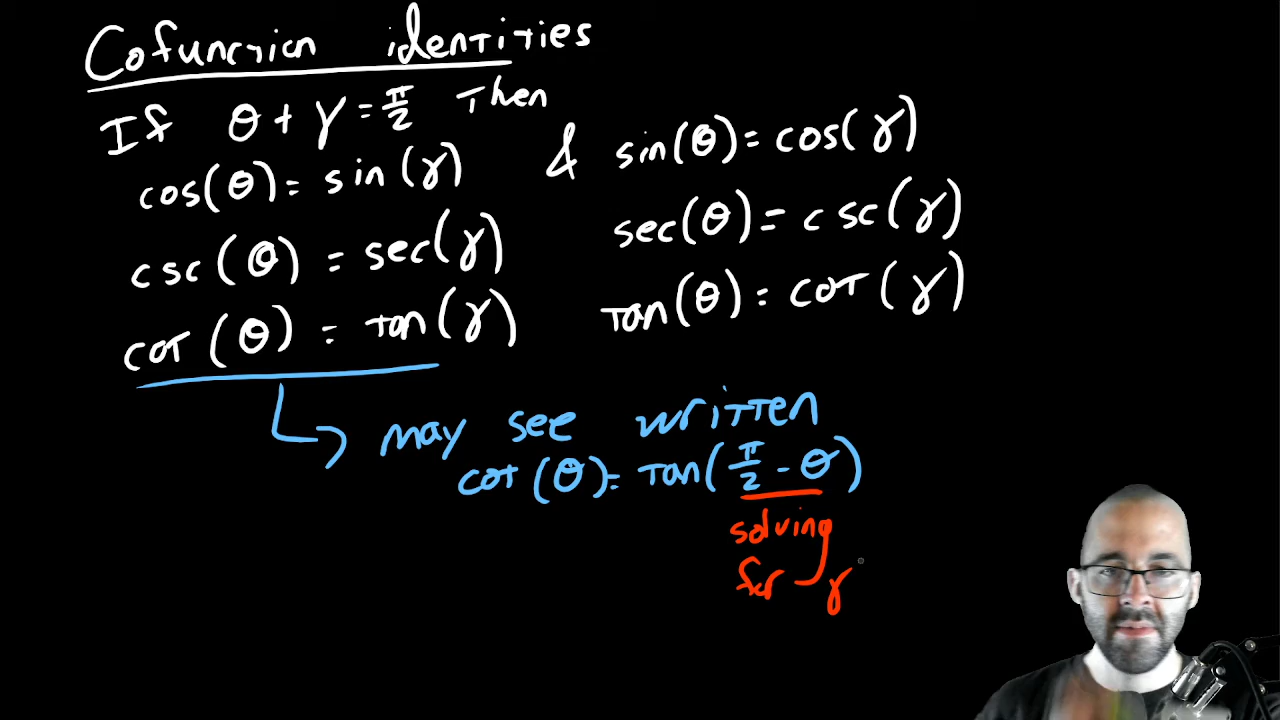 Cofunction identities
If θ + γ = π/2 Then
cos(θ) = sin(γ) & sin(θ) = cos(γ)
csc(θ) = sec(γ) sec(θ) = csc(γ)
cot(θ) = tan(γ) tan(θ) = cot(γ)
may see written
cot(θ) = tan(π/2 - θ)
solving
for γ